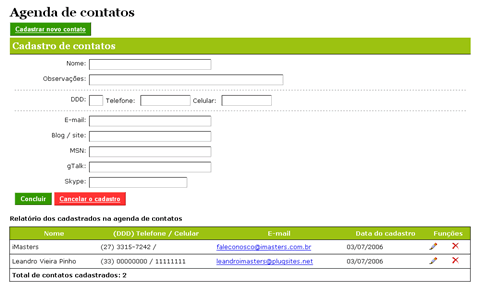 Agenda de contatos
Cadastrar novo contato
Cadastro de contatos
Nome:
Observações:
DDD: Telefone: Celular:
E-mail:
Blog / site:
MSN:
gTalk:
Skype:
Concluir Cancelar o cadastro
Relatório dos cadastrados na agenda de contatos
Nome (DDD) Telefone / Celular E-mail Data do cadastro Funções
iMasters (27) 3315-7242 / faleconosco@imasters.com.br 03/07/2006
Leandro Vieira Pinho (33) 00000000 / 11111111 leandroimasters@plugsites.net 03/07/2006
Total de contatos cadastrados: 2